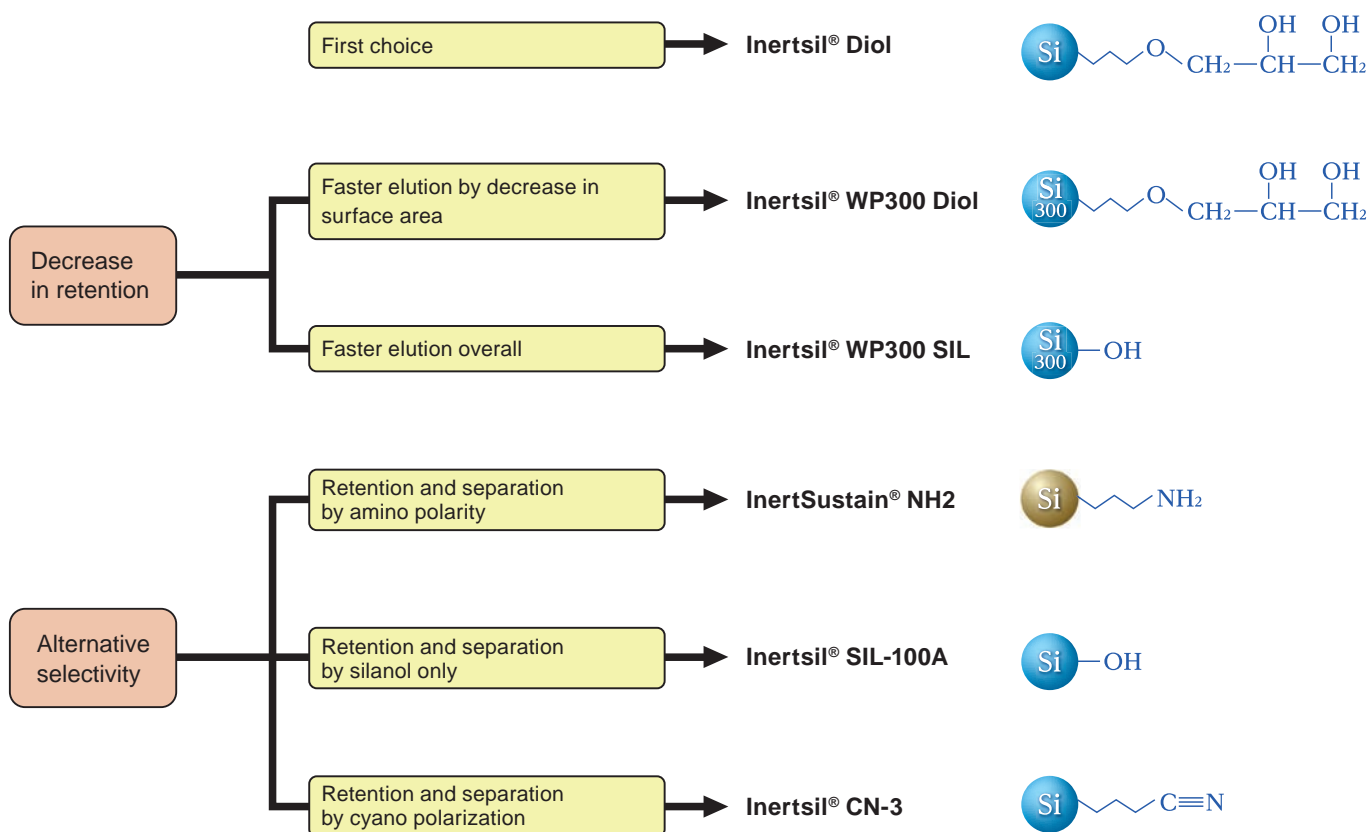 First choice
Inertsil® Diol
Si
O
CH2—CH—CH2
OH OH
Decrease
in retention
Faster elution by decrease in
surface area
Inertsil® WP300 Diol
Si
300
O
CH2—CH—CH2
OH OH
Faster elution overall
Inertsil® WP300 SIL
Si
300
OH
Alternative
selectivity
Retention and separation
by amino polarity
InertSustain® NH2
Si
NH2
Retention and separation
by silanol only
Inertsil® SIL-100A
Si
OH
Retention and separation
by cyano polarization
Inertsil® CN-3
Si
C≡N